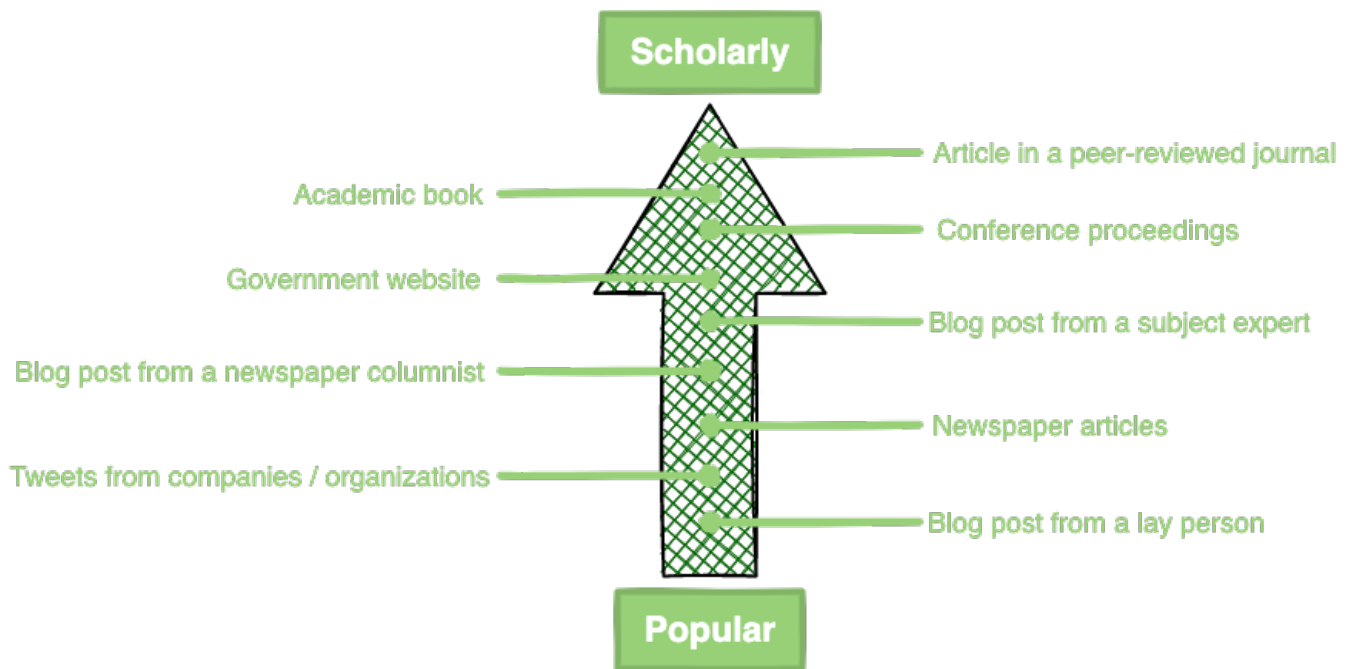 Scholarly
Article in a peer-reviewed journal
Academic book
Conference proceedings
Government website
Blog post from a subject expert
Blog post from a newspaper columnist
Newspaper articles
Tweets from companies / organizations
Blog post from a lay person
Popular